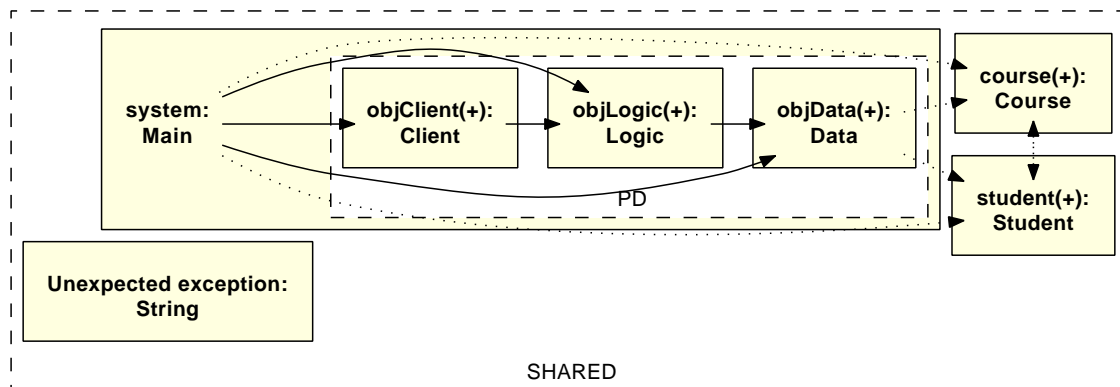 system:
Main
objClient(+):
Client
objLogic(+):
Logic
objData(+):
Data
course(+):
Course
PD
student(+):
Student
Unexpected exception:
String
SHARED